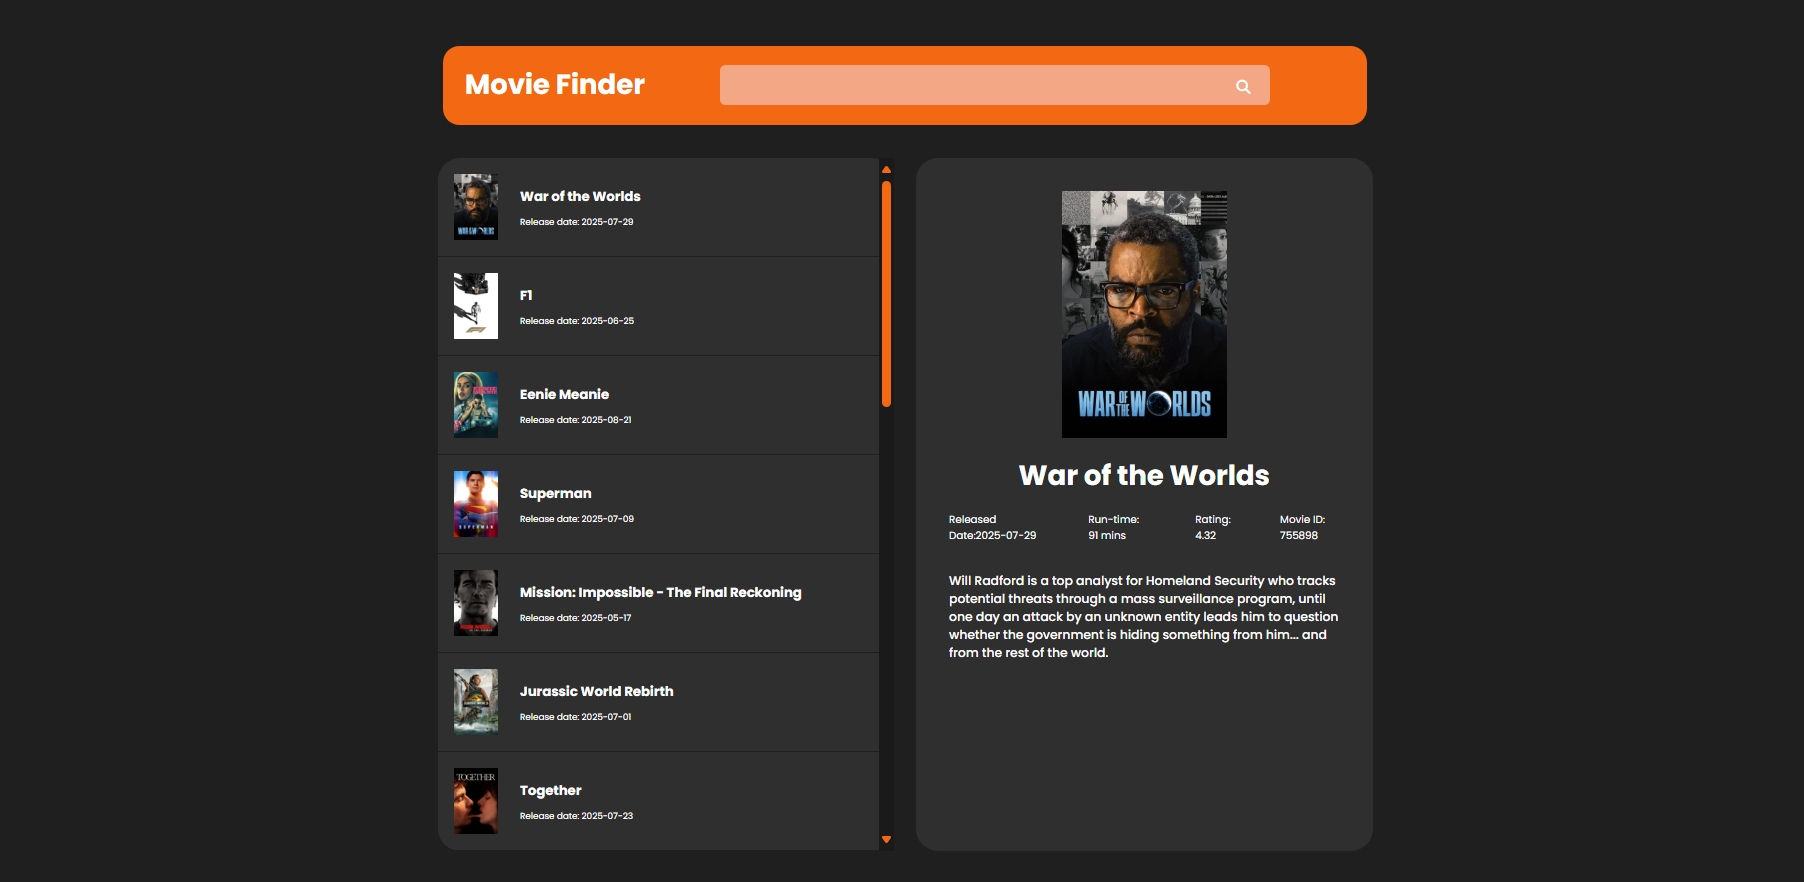 Movie Finder
War of the Worlds
Release date: 2025-07-29
F1
Release date: 2025-06-25
Eenie Meanie
Release date: 2025-08-21
Superman
Release date: 2025-07-09
SUPERMAN
Mission: Impossible - The Final Reckoning
Release date: 2025-05-17
Jurassic World Rebirth
Release date: 2025-07-01
TOGETHER
Together
Release date: 2025-07-23
WAR OF THE WORLDS
War of the Worlds
Released Date:2025-07-29
Run-time: 91 mins
Rating: 4.32
Movie ID: 755898
Will Radford is a top analyst for Homeland Security who tracks
potential threats through a mass surveillance program, until
one day an attack by an unknown entity leads him to question
whether the government is hiding something from him... and
from the rest of the world.